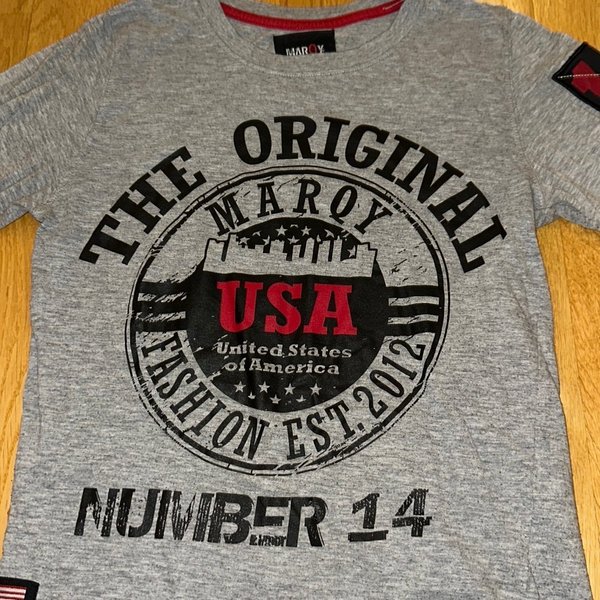 MARQY
THE ORIGINAL
MARQY
USA
United States
of America
FASHION EST. 2012
NUMBER 14